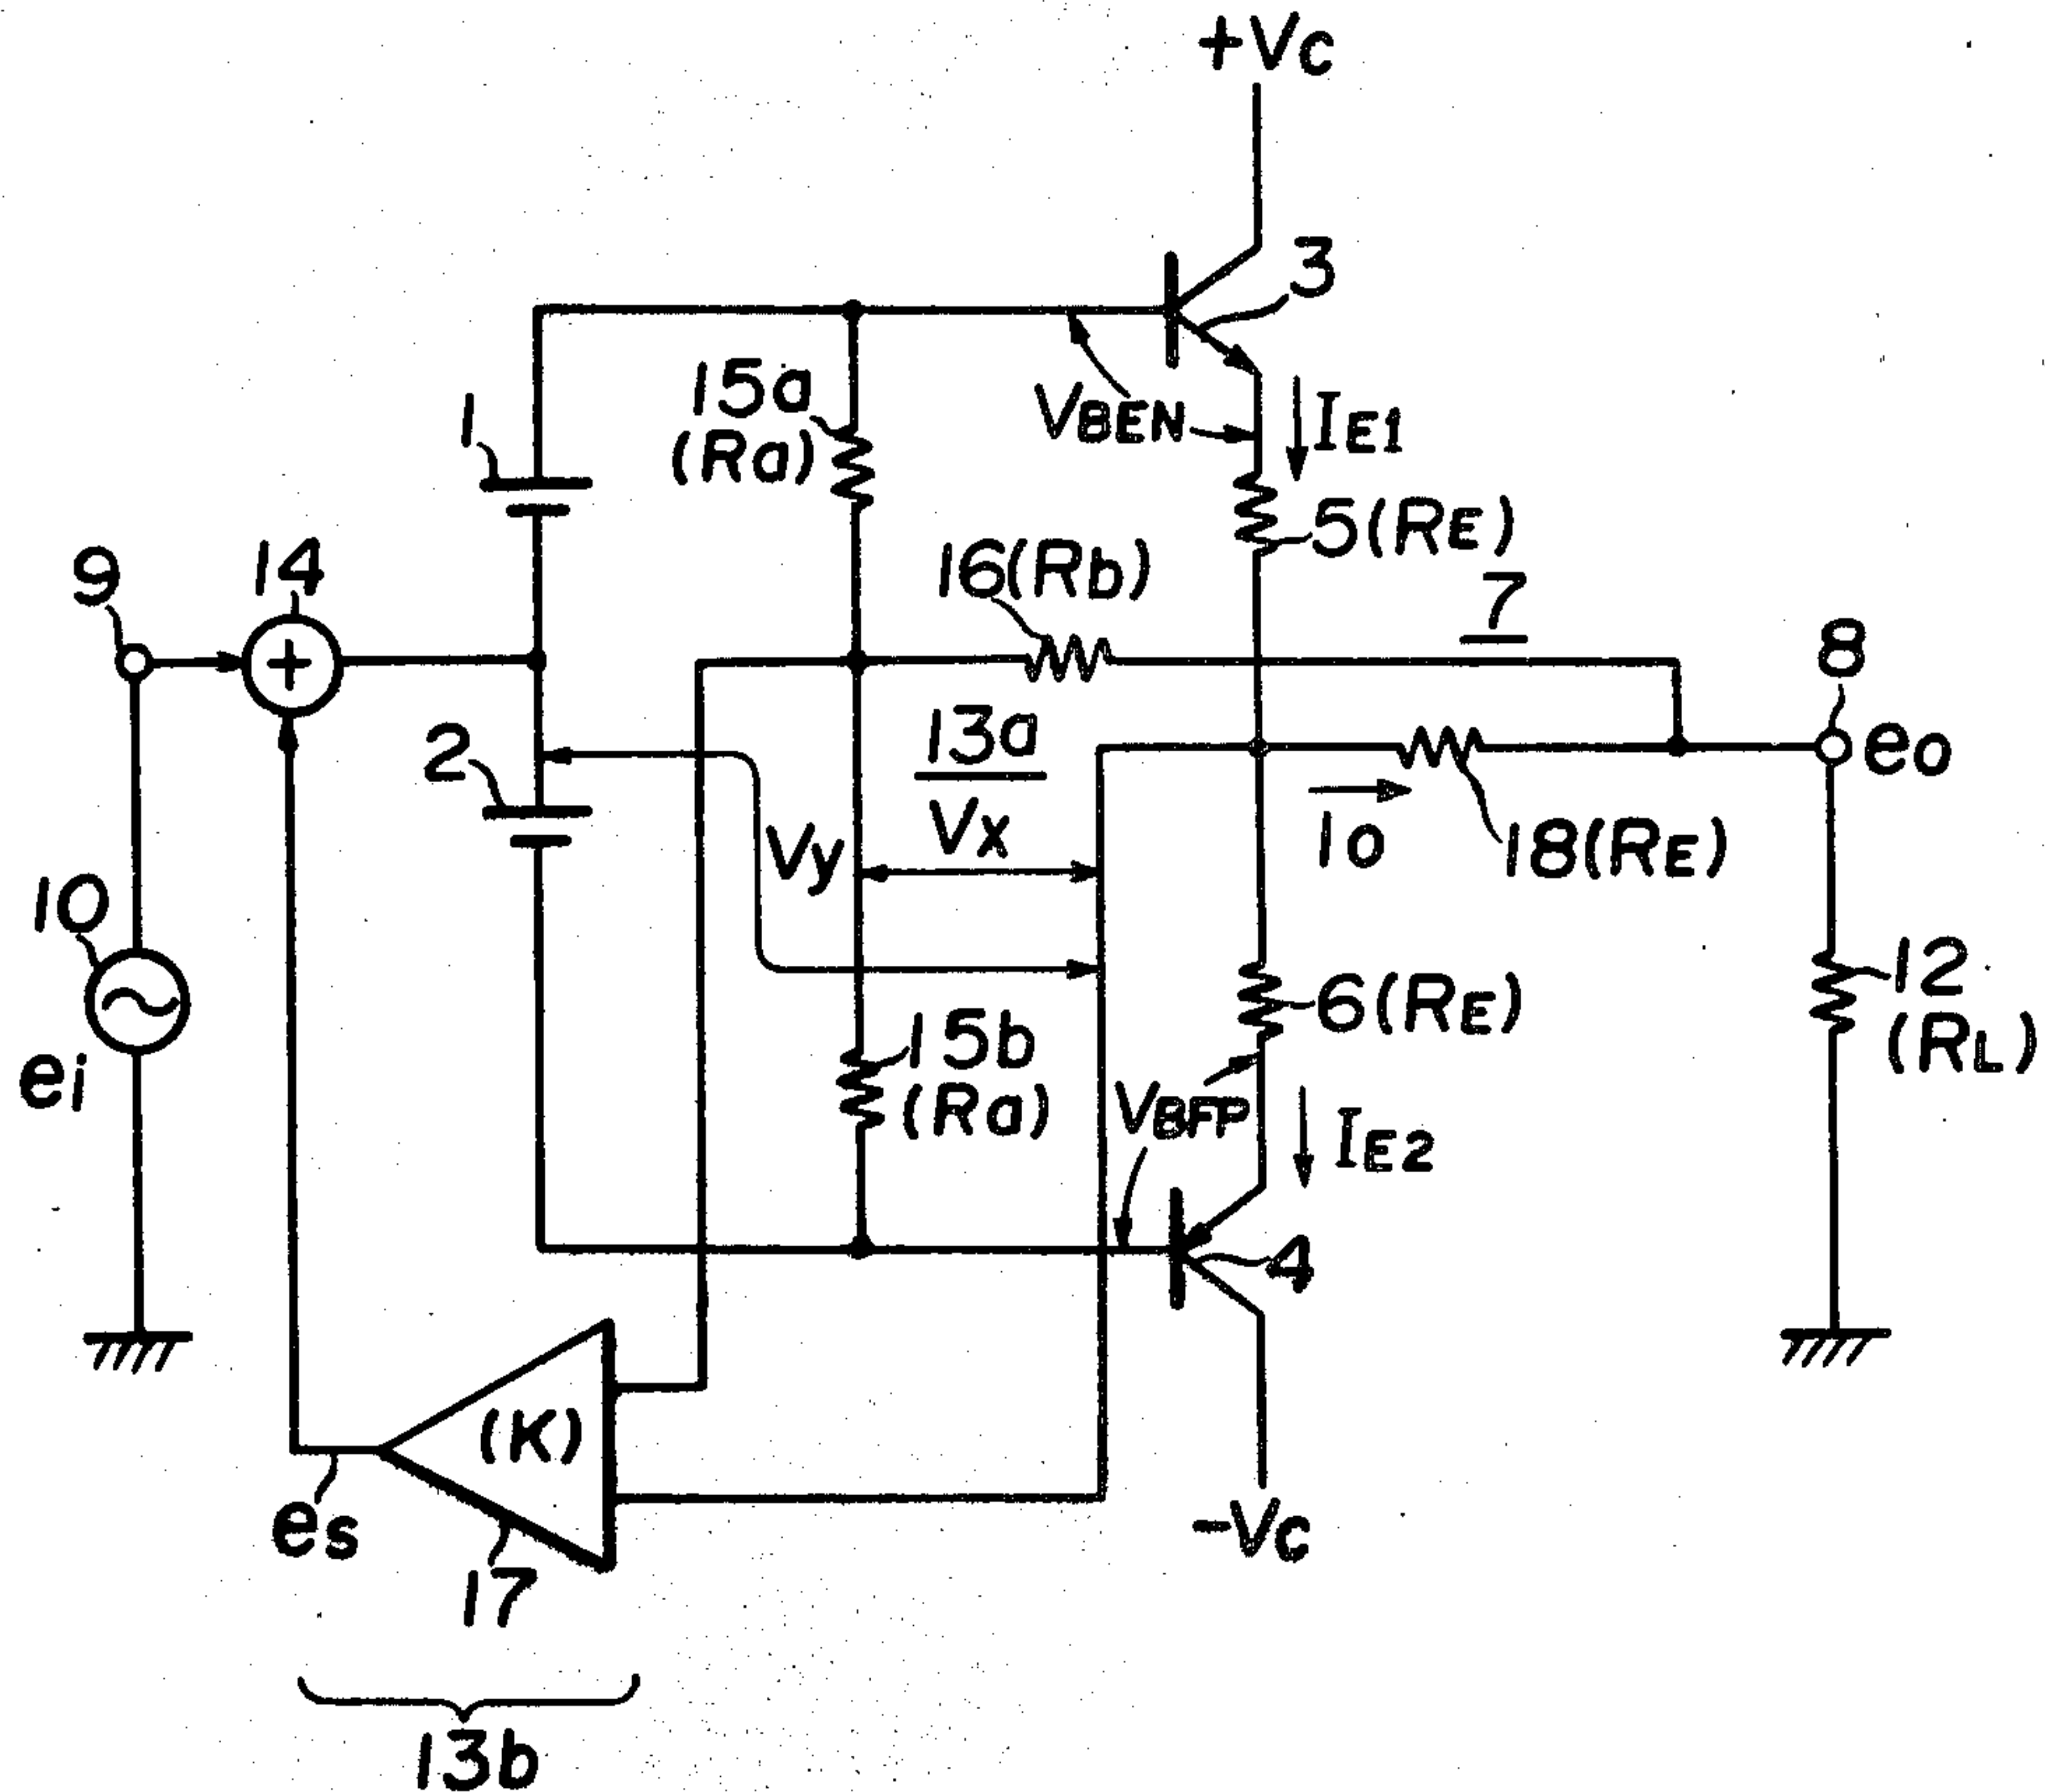 +Vc
3
15a
(Ra)
1
VBEN
IE1
5(RE)
9
14
16(Rb)
7
8
2
13a
Vx
eo
Vy
Io
18(RE)
10
ei
6(RE)
12
(RL)
15b
(Ra)
VBFP
IE2
4
(K)
es
17
-Vc
13b